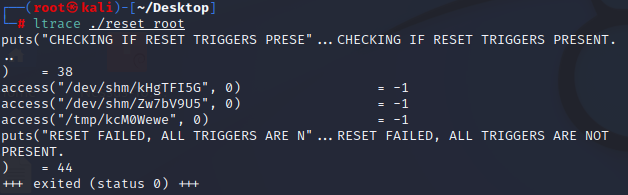 ┌──(root㉿kali)-[~/Desktop]
└─# ltrace ./reset root
puts("CHECKING IF RESET TRIGGERS PRESE"...CHECKING IF RESET TRIGGERS PRESENT.
..
)    = 38
access("/dev/shm/kHgTFI5G", 0)                 = -1
access("/dev/shm/Zw7bV9U5", 0)                 = -1
access("/tmp/kcM0Wewe", 0)                     = -1
puts("RESET FAILED, ALL TRIGGERS ARE N"...RESET FAILED, ALL TRIGGERS ARE NOT
PRESENT.
)    = 44
+++ exited (status 0) +++